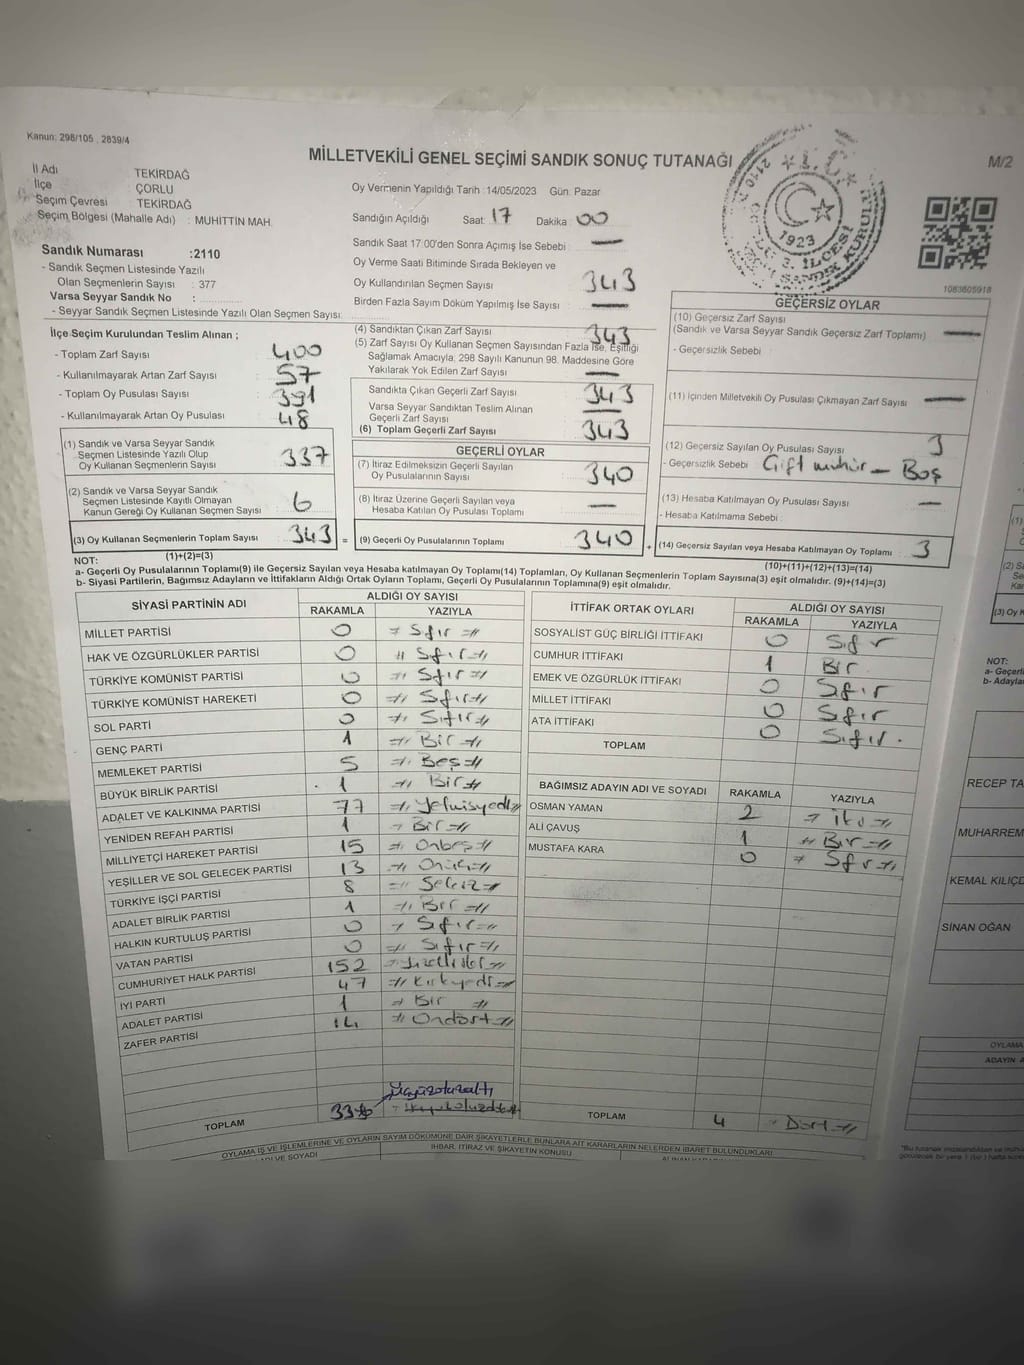 Kanun: 298/105 , 2839/4
MİLLETVEKİLİ GENEL SEÇİMİ SANDIK SONUÇ TUTANAĞI
M/2
İl Adı TEKİRDAĞ
İlçe ÇORLU
Seçim Çevresi : TEKİRDAĞ
Seçim Bölgesi (Mahalle Adı) : MUHİTTİN MAH.
Sandık Numarası :2110
- Sandık Seçmen Listesinde Yazılı
Olan Seçmenlerin Sayısı : 377
Varsa Seyyar Sandık No :
- Seyyar Sandık Seçmen Listesinde Yazılı Olan Seçmen Sayısı:
Oy Vermenin Yapıldığı Tarih :14/05/2023 Gün: Pazar
Sandığın Açıldığı Saat: 17 Dakika :00
Sandık Saat 17:00'den Sonra Açımış İse Sebebi : —
Oy Verme Saati Bitiminde Sırada Bekleyen ve
Oy Kullandırılan Seçmen Sayısı 343
Birden Fazla Sayım Döküm Yapılmış İse Sayısı : —
T.C.
1923
3. İLÇESİ
SANDIK KURULU
1083605918
İlçe Seçim Kurulundan Teslim Alınan ;
- Toplam Zarf Sayısı : 400
- Kullanılmayarak Artan Zarf Sayısı : 57
- Toplam Oy Pusulası Sayısı : 391
- Kullanılmayarak Artan Oy Pusulası : 48
(1) Sandık ve Varsa Seyyar Sandık
Seçmen Listesinde Yazılı Olup
Oy Kullanan Seçmenlerin Sayısı : 337
(2) Sandık ve Varsa Seyyar Sandık
Seçmen Listesinde Kayıtlı Olmayan
Kanun Gereği Oy Kullanan Seçmen Sayısı : 6
(3) Oy Kullanan Seçmenlerin Toplam Sayısı : 343 =
(1)+(2)=(3)
(4) Sandıktan Çıkan Zarf Sayısı 343
(5) Zarf Sayısı Oy Kullanan Seçmen Sayısından Fazla İse, Eşitliği
Sağlamak Amacıyla; 298 Sayılı Kanunun 98. Maddesine Göre
Yakılarak Yok Edilen Zarf Sayısı : —
Sandıkta Çıkan Geçerli Zarf Sayısı : 343
Varsa Seyyar Sandıktan Teslim Alınan
Geçerli Zarf Sayısı : —
(6) Toplam Geçerli Zarf Sayısı : 343
GEÇERLİ OYLAR
(7) İtiraz Edilmeksizin Geçerli Sayılan
Oy Pusulalarının Sayısı : 340
(8) İtiraz Üzerine Geçerli Sayılan veya
Hesaba Katılan Oy Pusulası Toplamı : —
(9) Geçerli Oy Pusulalarının Toplamı : 340 +
GEÇERSİZ OYLAR
(10) Geçersiz Zarf Sayısı
(Sandık ve Varsa Seyyar Sandık Geçersiz Zarf Toplamı) —
- Geçersizlik Sebebi :
(11) İçinden Milletvekili Oy Pusulası Çıkmayan Zarf Sayısı : —
(12) Geçersiz Sayılan Oy Pusulası Sayısı : 3
- Geçersizlik Sebebi : Çift mühür — Boş
(13) Hesaba Katılmayan Oy Pusulası Sayısı : —
- Hesaba Katılmama Sebebi :
(14) Geçersiz Sayılan veya Hesaba Katılmayan Oy Toplamı : 3
(10)+(11)+(12)+(13)=(14)
NOT:
a- Geçerli Oy Pusulalarının Toplamı(9) ile Geçersiz Sayılan veya Hesaba katılmayan Oy Toplamı(14) Toplamları, Oy Kullanan Seçmenlerin Toplam Sayısına(3) eşit olmalıdır. (9)+(14)=(3)
b- Siyasi Partilerin, Bağımsız Adayların ve İttifakların Aldığı Ortak Oyların Toplamı, Geçerli Oy Pusulalarının Toplamına(9) eşit olmalıdır.
SİYASİ PARTİNİN ADI ALDIĞI OY SAYISI
RAKAMLA YAZIYLA
MİLLET PARTİSİ 0 Sıfır
HAK VE ÖZGÜRLÜKLER PARTİSİ 0 Sıfır
TÜRKİYE KOMÜNİST PARTİSİ 0 Sıfır
TÜRKİYE KOMÜNİST HAREKETİ 0 Sıfır
SOL PARTİ 0 Sıfır
GENÇ PARTİ 1 Bir
MEMLEKET PARTİSİ 5 Beş
BÜYÜK BİRLİK PARTİSİ 1 Bir
ADALET VE KALKINMA PARTİSİ 77 Yetmişyedi
YENİDEN REFAH PARTİSİ 1 Bir
MİLLİYETÇİ HAREKET PARTİSİ 15 Onbeş
YEŞİLLER VE SOL GELECEK PARTİSİ 13 Onüç
TÜRKİYE İŞÇİ PARTİSİ 8 Sekiz
ADALET BİRLİK PARTİSİ 1 Bir
HALKIN KURTULUŞ PARTİSİ 0 Sıfır
VATAN PARTİSİ 0 Sıfır
CUMHURİYET HALK PARTİSİ 152
İYİ PARTİ 47 Kırkyedi
ADALET PARTİSİ 1 Bir
ZAFER PARTİSİ 14 Ondört
Üçyüzotuzaltı
TOPLAM 336
İTTİFAK ORTAK OYLARI ALDIĞI OY SAYISI
RAKAMLA YAZIYLA
SOSYALİST GÜÇ BİRLİĞİ İTTİFAKI 0 Sıfır
CUMHUR İTTİFAKI 1 Bir
EMEK VE ÖZGÜRLÜK İTTİFAKI 0 Sıfır
MİLLET İTTİFAKI 0 Sıfır
ATA İTTİFAKI 0 Sıfır.
TOPLAM
BAĞIMSIZ ADAYIN ADI VE SOYADI RAKAMLA YAZIYLA
OSMAN YAMAN 2 İki
ALİ ÇAVUŞ 1 Bir
MUSTAFA KARA 0 Sıfır
TOPLAM 4 Dört
OYLAMA İŞ VE İŞLEMLERİNE VE OYLARIN SAYIM DÖKÜMÜNE DAİR ŞİKAYETLERLE BUNLARA AİT KARARLARIN NELERDEN İBARET BULUNDUKLARI
ADI VE SOYADI İHBAR, İTİRAZ VE ŞİKAYETİN KONUSU
(1)
(2)
(3) Oy K
NOT:
a- Geçerli
b- Adayla
RECEP TA
MUHARREM
KEMAL KILIÇD
SİNAN OĞAN
OYLAMA
ADAYIN A